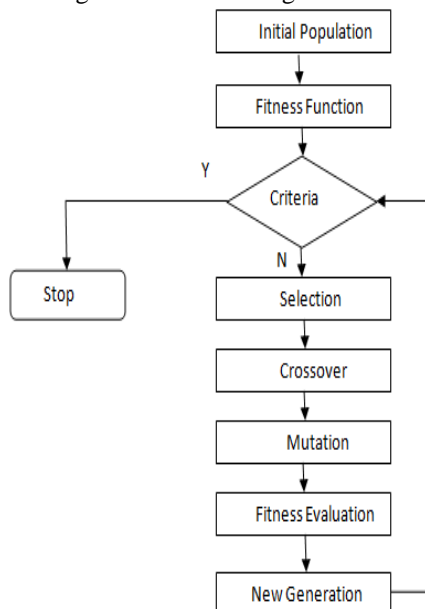 Initial Population
Fitness Function
Y
Criteria
N
Stop
Selection
Crossover
Mutation
Fitness Evaluation
New Generation